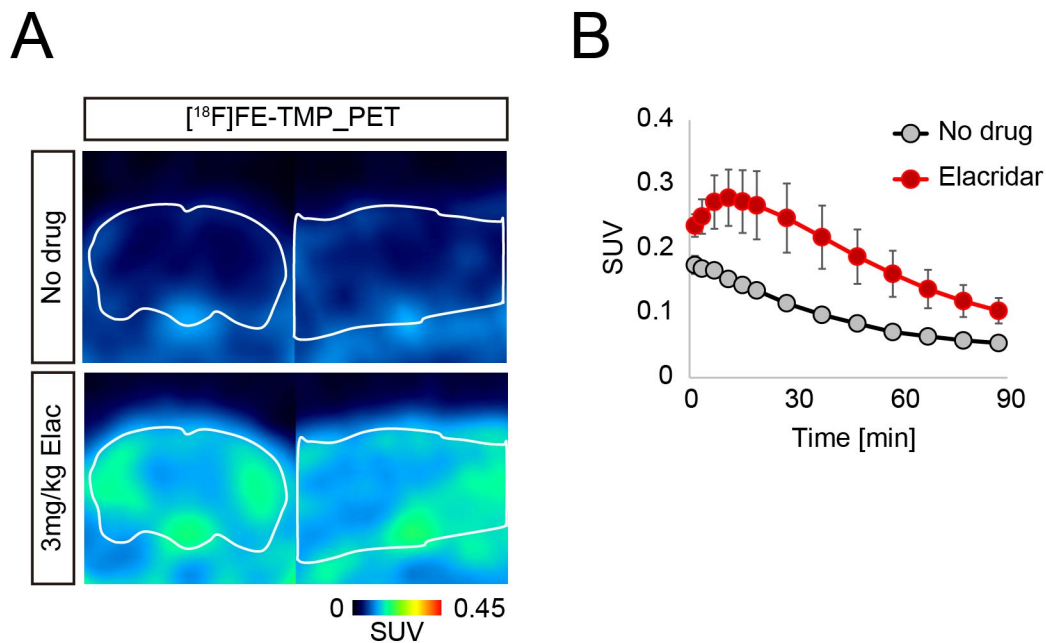 A
[¹⁸F]FE-TMP_PET
No drug
3mg/kg Elac
0 0.45
SUV
B
No drug
Elacridar
0.4
0.3
0.2
0.1
0
SUV
0 30 60 90
Time [min]